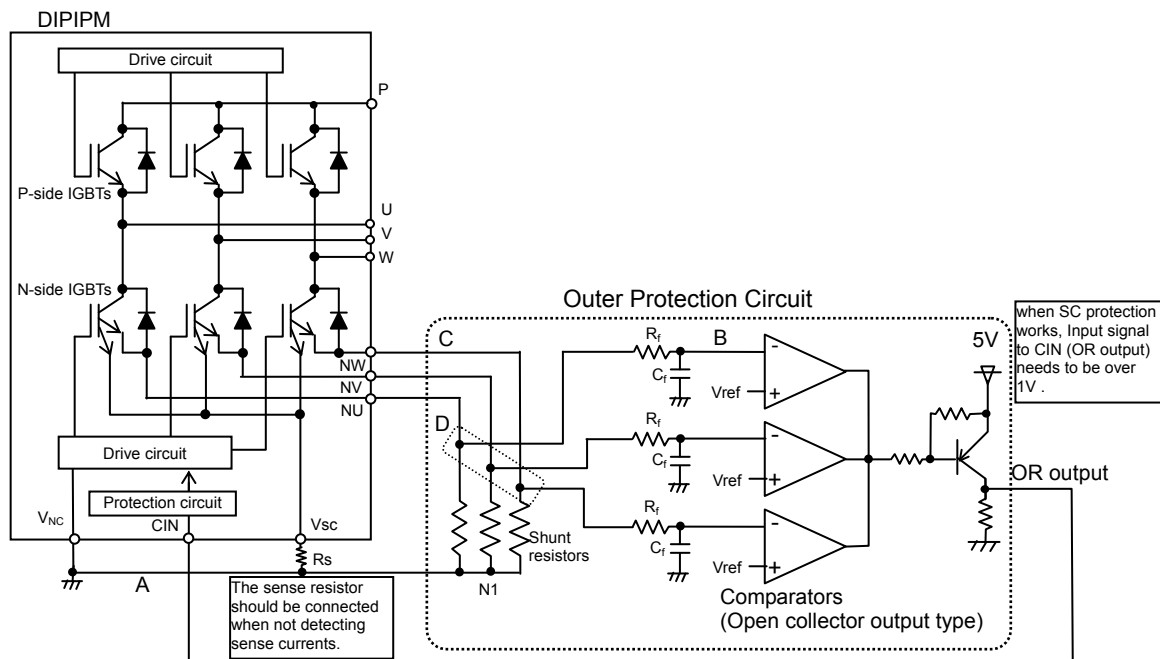 DIPIPM
Drive circuit
P
P-side IGBTs
U
V
W
N-side IGBTs
Outer Protection Circuit
when SC protection
works, Input signal
to CIN (OR output)
needs to be over
1V .
C
Rf
B
5V
-
Cf
Vref
+
NW
NV
NU
D
Rf
-
Cf
Vref
+
Drive circuit
OR output
Protection circuit
Rf
-
Cf
Vref
+
VNC
CIN
Vsc
Shunt
resistors
Rs
A
N1
The sense resistor
should be connected
when not detecting
sense currents.
Comparators
(Open collector output type)